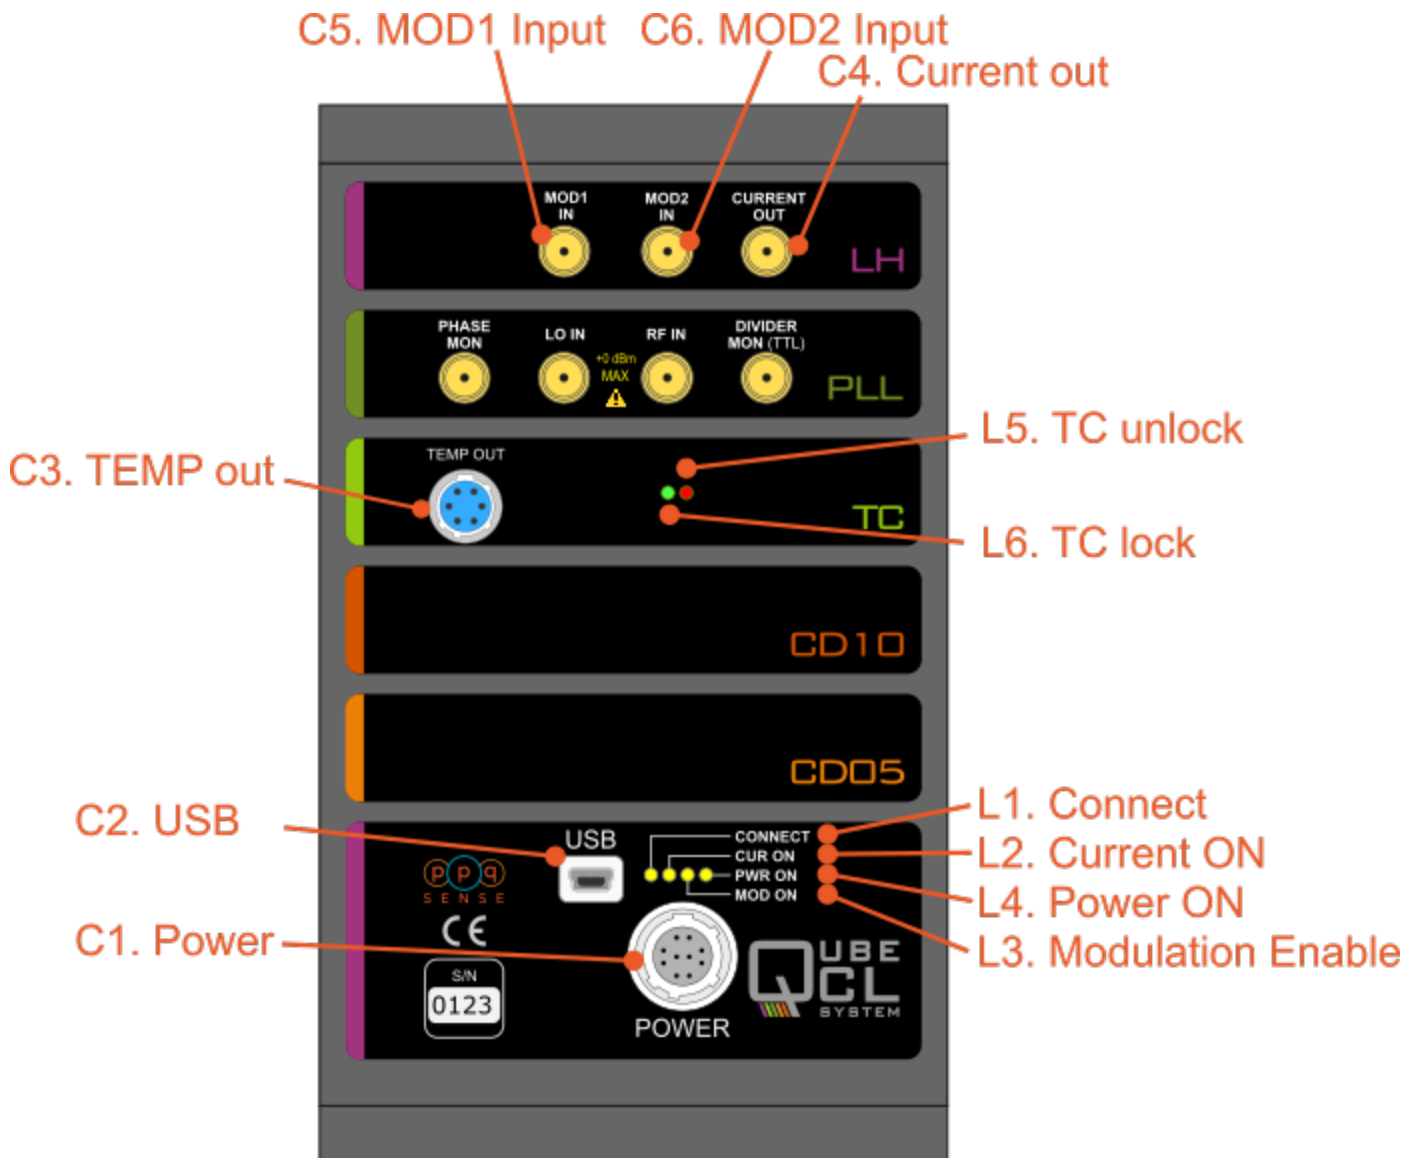 C5. MOD1 Input
C6. MOD2 Input
C4. Current out
MOD1
IN
MOD2
IN
CURRENT
OUT
LH
PHASE
MON
LO IN
+0 dBm
MAX
RF IN
DIVIDER
MON (TTL)
PLL
L5. TC unlock
C3. TEMP out
TEMP OUT
TC
L6. TC lock
CD10
CD05
C2. USB
USB
CONNECT
CUR ON
PWR ON
MOD ON
L1. Connect
L2. Current ON
L4. Power ON
L3. Modulation Enable
ppq
SENSE
CE
C1. Power
S/N
0123
POWER
QUBE
QCL
SYSTEM